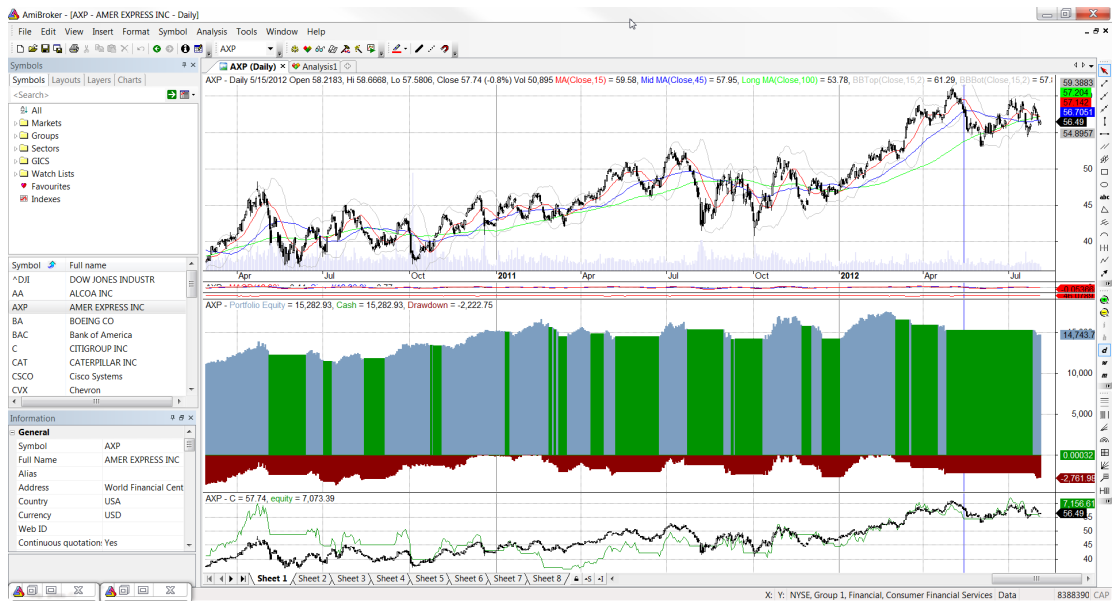 AmiBroker - [AXP - AMER EXPRESS INC - Daily]
File Edit View Insert Format Symbol Analysis Tools Window Help
AXP
Symbols
AXP (Daily) Analysis1
Symbols Layouts Layers Charts
<Search>
All
Markets
Groups
Sectors
GICS
Watch Lists
Favourites
Indexes
AXP - Daily 5/15/2012 Open 58.2183, Hi 58.6668, Lo 57.5806, Close 57.74 (-0.8%) Vol 50,895 MA(Close,15) = 59.58, Mid MA(Close,45) = 57.95, Long MA(Close,100) = 53.78, BBTop(Close,15,2) = 61.29, BBBot(Close,15,2) = 57.
59.3883
57.204
57.142
56.7051
56.49
54.8957
50
45
40
Apr Jul Oct 2011 Apr Jul Oct 2012 Apr Jul
Symbol Full name
^DJI DOW JONES INDUSTR
AA ALCOA INC
AXP AMER EXPRESS INC
BA BOEING CO
BAC Bank of America
C CITIGROUP INC
CAT CATERPILLAR INC
CSCO Cisco Systems
CVX Chevron
AXP - Portfolio Equity = 15,282.93, Cash = 15,282.93, Drawdown = -2,222.75
14,743.7
10,000
5,000
0.00032
-2,761.98
Information
General
Symbol AXP
Full Name AMER EXPRESS INC
Alias
Address World Financial Cent
Country USA
Currency USD
Web ID
Continuous quotation: Yes
AXP - C = 57.74, equity = 7,073.39
7,156.61
56.49
50
45
40
Sheet 1 Sheet 2 Sheet 3 Sheet 4 Sheet 5 Sheet 6 Sheet 7 Sheet 8
X: Y: NYSE, Group 1, Financial, Consumer Financial Services Data 8388390 CAP
abc